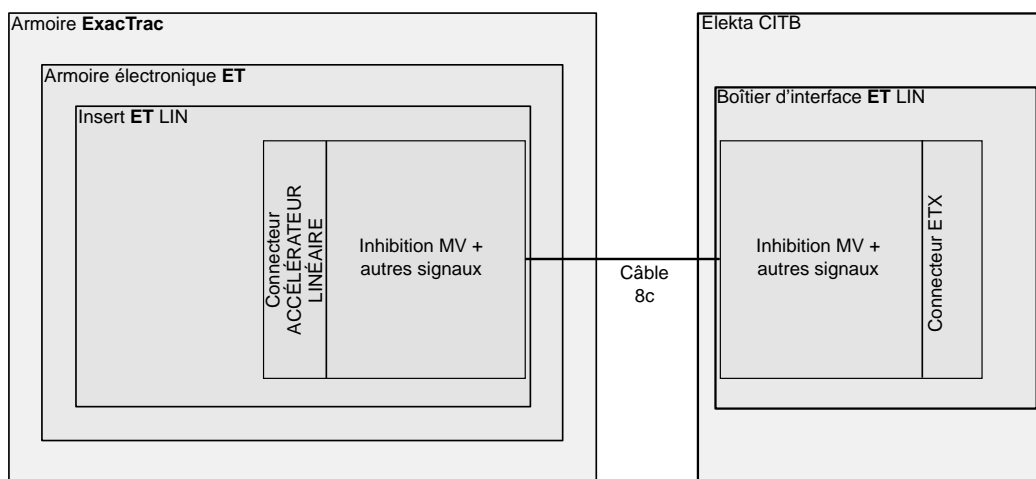 Armoire ExacTrac
Armoire électronique ET
Insert ET LIN
Connecteur
ACCÉLÉRATEUR
LINÉAIRE
Inhibition MV +
autres signaux
Câble
8c
Elekta CITB
Boîtier d'interface ET LIN
Inhibition MV +
autres signaux
Connecteur ETX